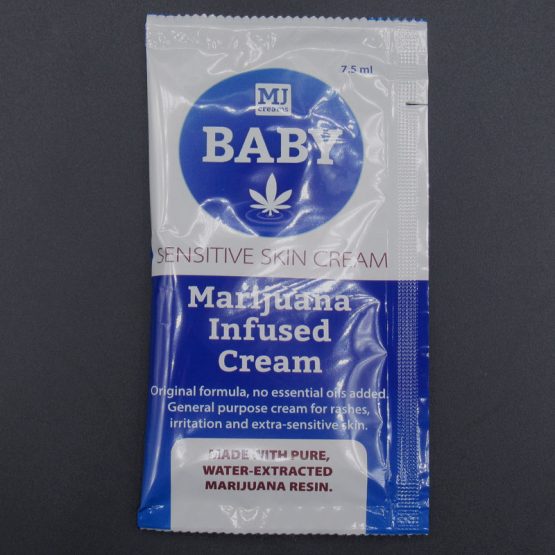 7.5 ml
MJ
creams
BABY
SENSITIVE SKIN CREAM
Marijuana
Infused
Cream
Original formula, no essential oils added.
General purpose cream for rashes,
irritation and extra-sensitive skin.
MADE WITH PURE,
WATER-EXTRACTED
MARIJUANA RESIN.